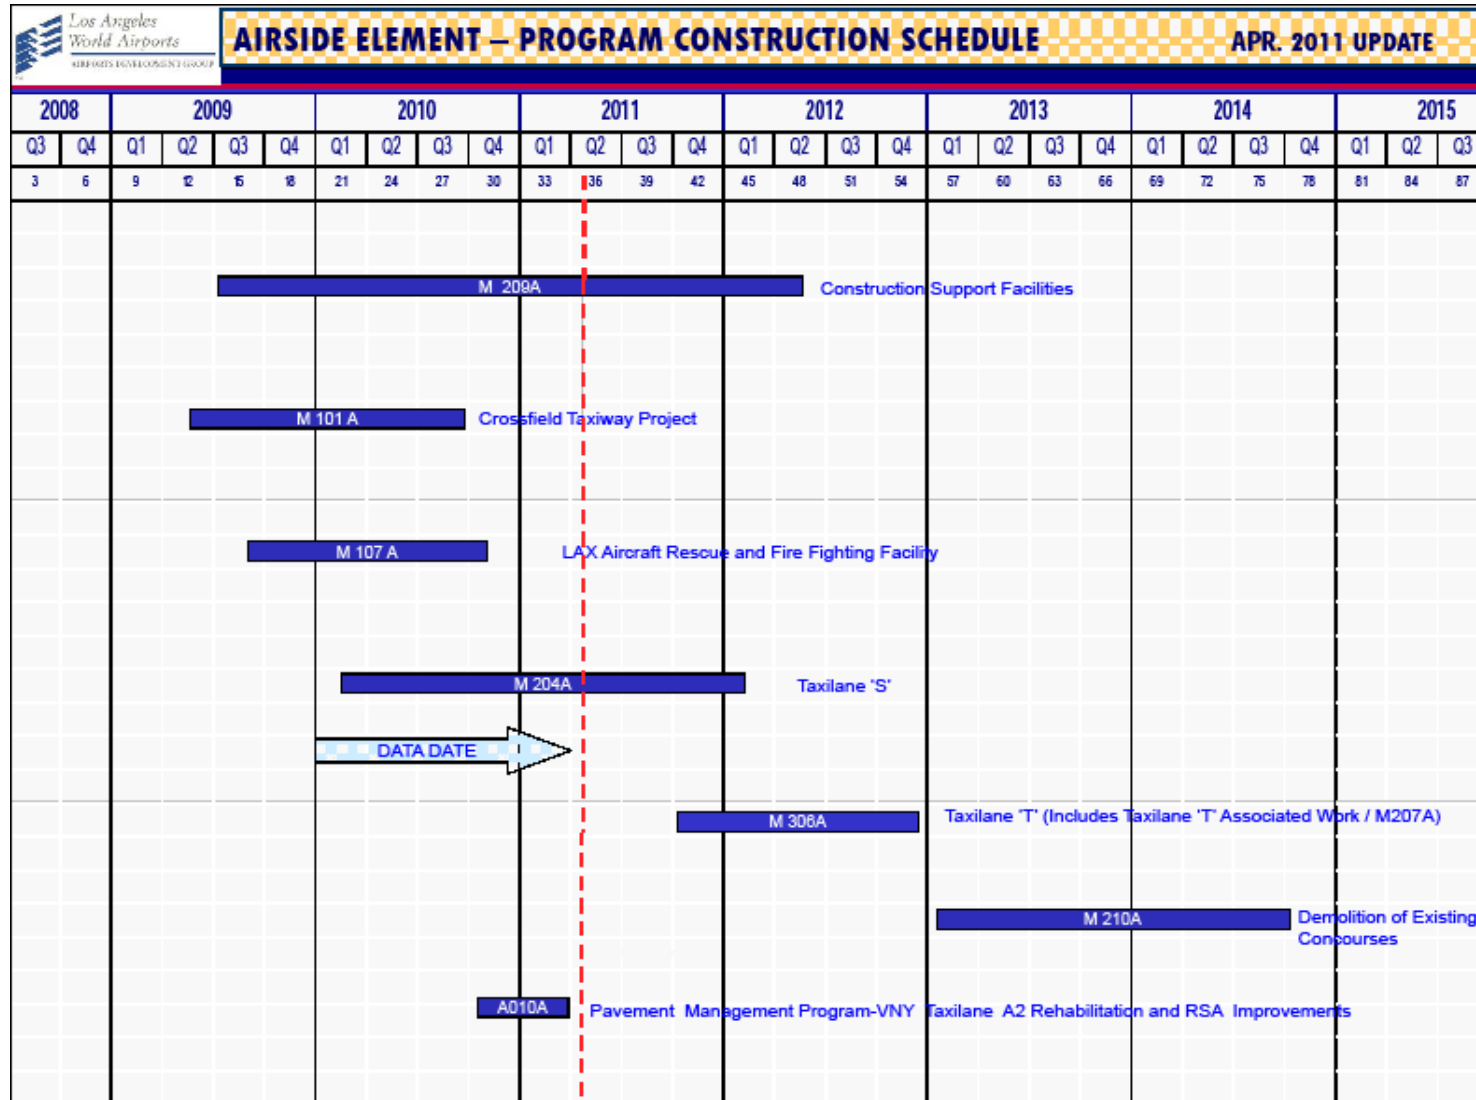 Los Angeles
World Airports
AIRPORTS DEVELOPMENT GROUP
AIRSIDE ELEMENT – PROGRAM CONSTRUCTION SCHEDULE APR. 2011 UPDATE
2008 2009 2010 2011 2012 2013 2014 2015
Q3 Q4 Q1 Q2 Q3 Q4 Q1 Q2 Q3 Q4 Q1 Q2 Q3 Q4 Q1 Q2 Q3 Q4 Q1 Q2 Q3 Q4 Q1 Q2 Q3 Q4 Q1 Q2 Q3
3 6 9 12 15 18 21 24 27 30 33 36 39 42 45 48 51 54 57 60 63 66 69 72 75 78 81 84 87
M 209A Construction Support Facilities
M 101 A Crossfield Taxiway Project
M 107 A LAX Aircraft Rescue and Fire Fighting Facility
M 204A Taxilane 'S'
DATA DATE
M 306A Taxilane 'T' (Includes Taxilane 'T' Associated Work / M207A)
M 210A Demolition of Existing
Concourses
A010A Pavement Management Program-VNY Taxilane A2 Rehabilitation and RSA Improvements